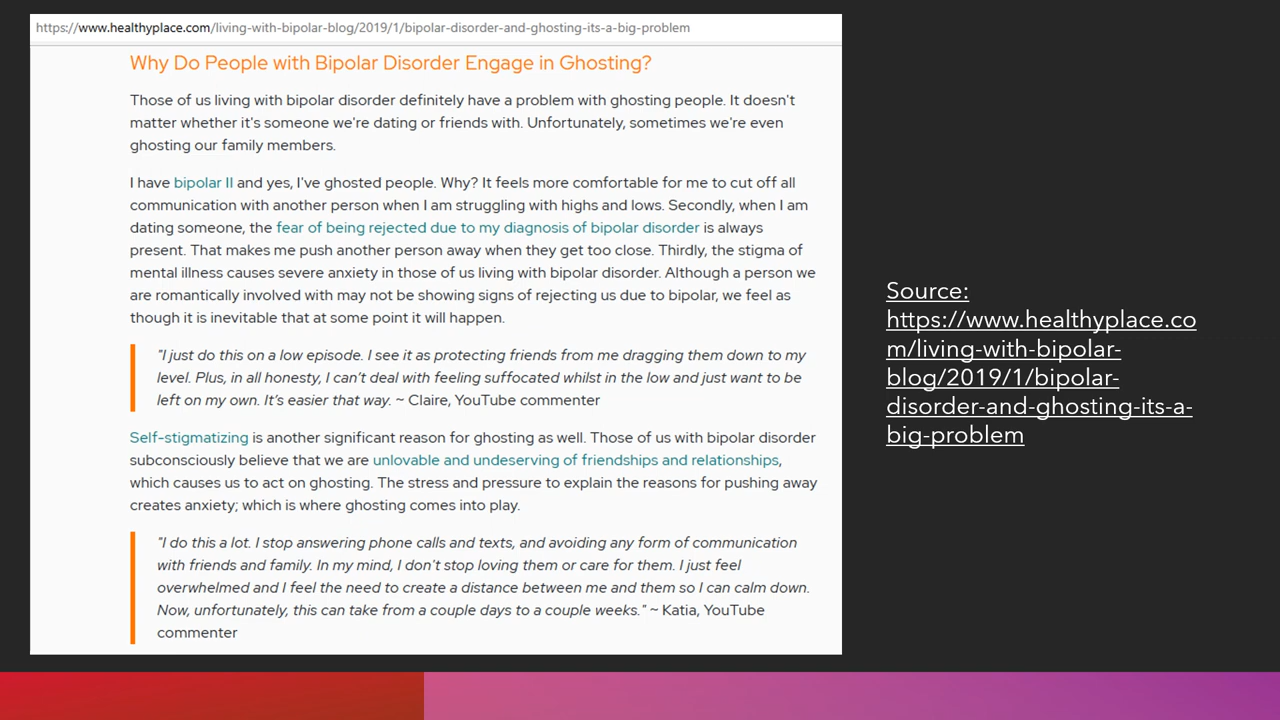 https://www.healthyplace.com/living-with-bipolar-blog/2019/1/bipolar-disorder-and-ghosting-its-a-big-problem
Why Do People with Bipolar Disorder Engage in Ghosting?
Those of us living with bipolar disorder definitely have a problem with ghosting people. It doesn't
matter whether it's someone we're dating or friends with. Unfortunately, sometimes we're even
ghosting our family members.
I have bipolar II and yes, I've ghosted people. Why? It feels more comfortable for me to cut off all
communication with another person when I am struggling with highs and lows. Secondly, when I am
dating someone, the fear of being rejected due to my diagnosis of bipolar disorder is always
present. That makes me push another person away when they get too close. Thirdly, the stigma of
mental illness causes severe anxiety in those of us living with bipolar disorder. Although a person we
are romantically involved with may not be showing signs of rejecting us due to bipolar, we feel as
though it is inevitable that at some point it will happen.
"I just do this on a low episode. I see it as protecting friends from me dragging them down to my
level. Plus, in all honesty, I can't deal with feeling suffocated whilst in the low and just want to be
left on my own. It's easier that way. ~ Claire, YouTube commenter
Self-stigmatizing is another significant reason for ghosting as well. Those of us with bipolar disorder
subconsciously believe that we are unlovable and undeserving of friendships and relationships,
which causes us to act on ghosting. The stress and pressure to explain the reasons for pushing away
creates anxiety; which is where ghosting comes into play.
"I do this a lot. I stop answering phone calls and texts, and avoiding any form of communication
with friends and family. In my mind, I don't stop loving them or care for them. I just feel
overwhelmed and I feel the need to create a distance between me and them so I can calm down.
Now, unfortunately, this can take from a couple days to a couple weeks." ~ Katia, YouTube
commenter
Source:
https://www.healthyplace.co
m/living-with-bipolar-
blog/2019/1/bipolar-
disorder-and-ghosting-its-a-
big-problem